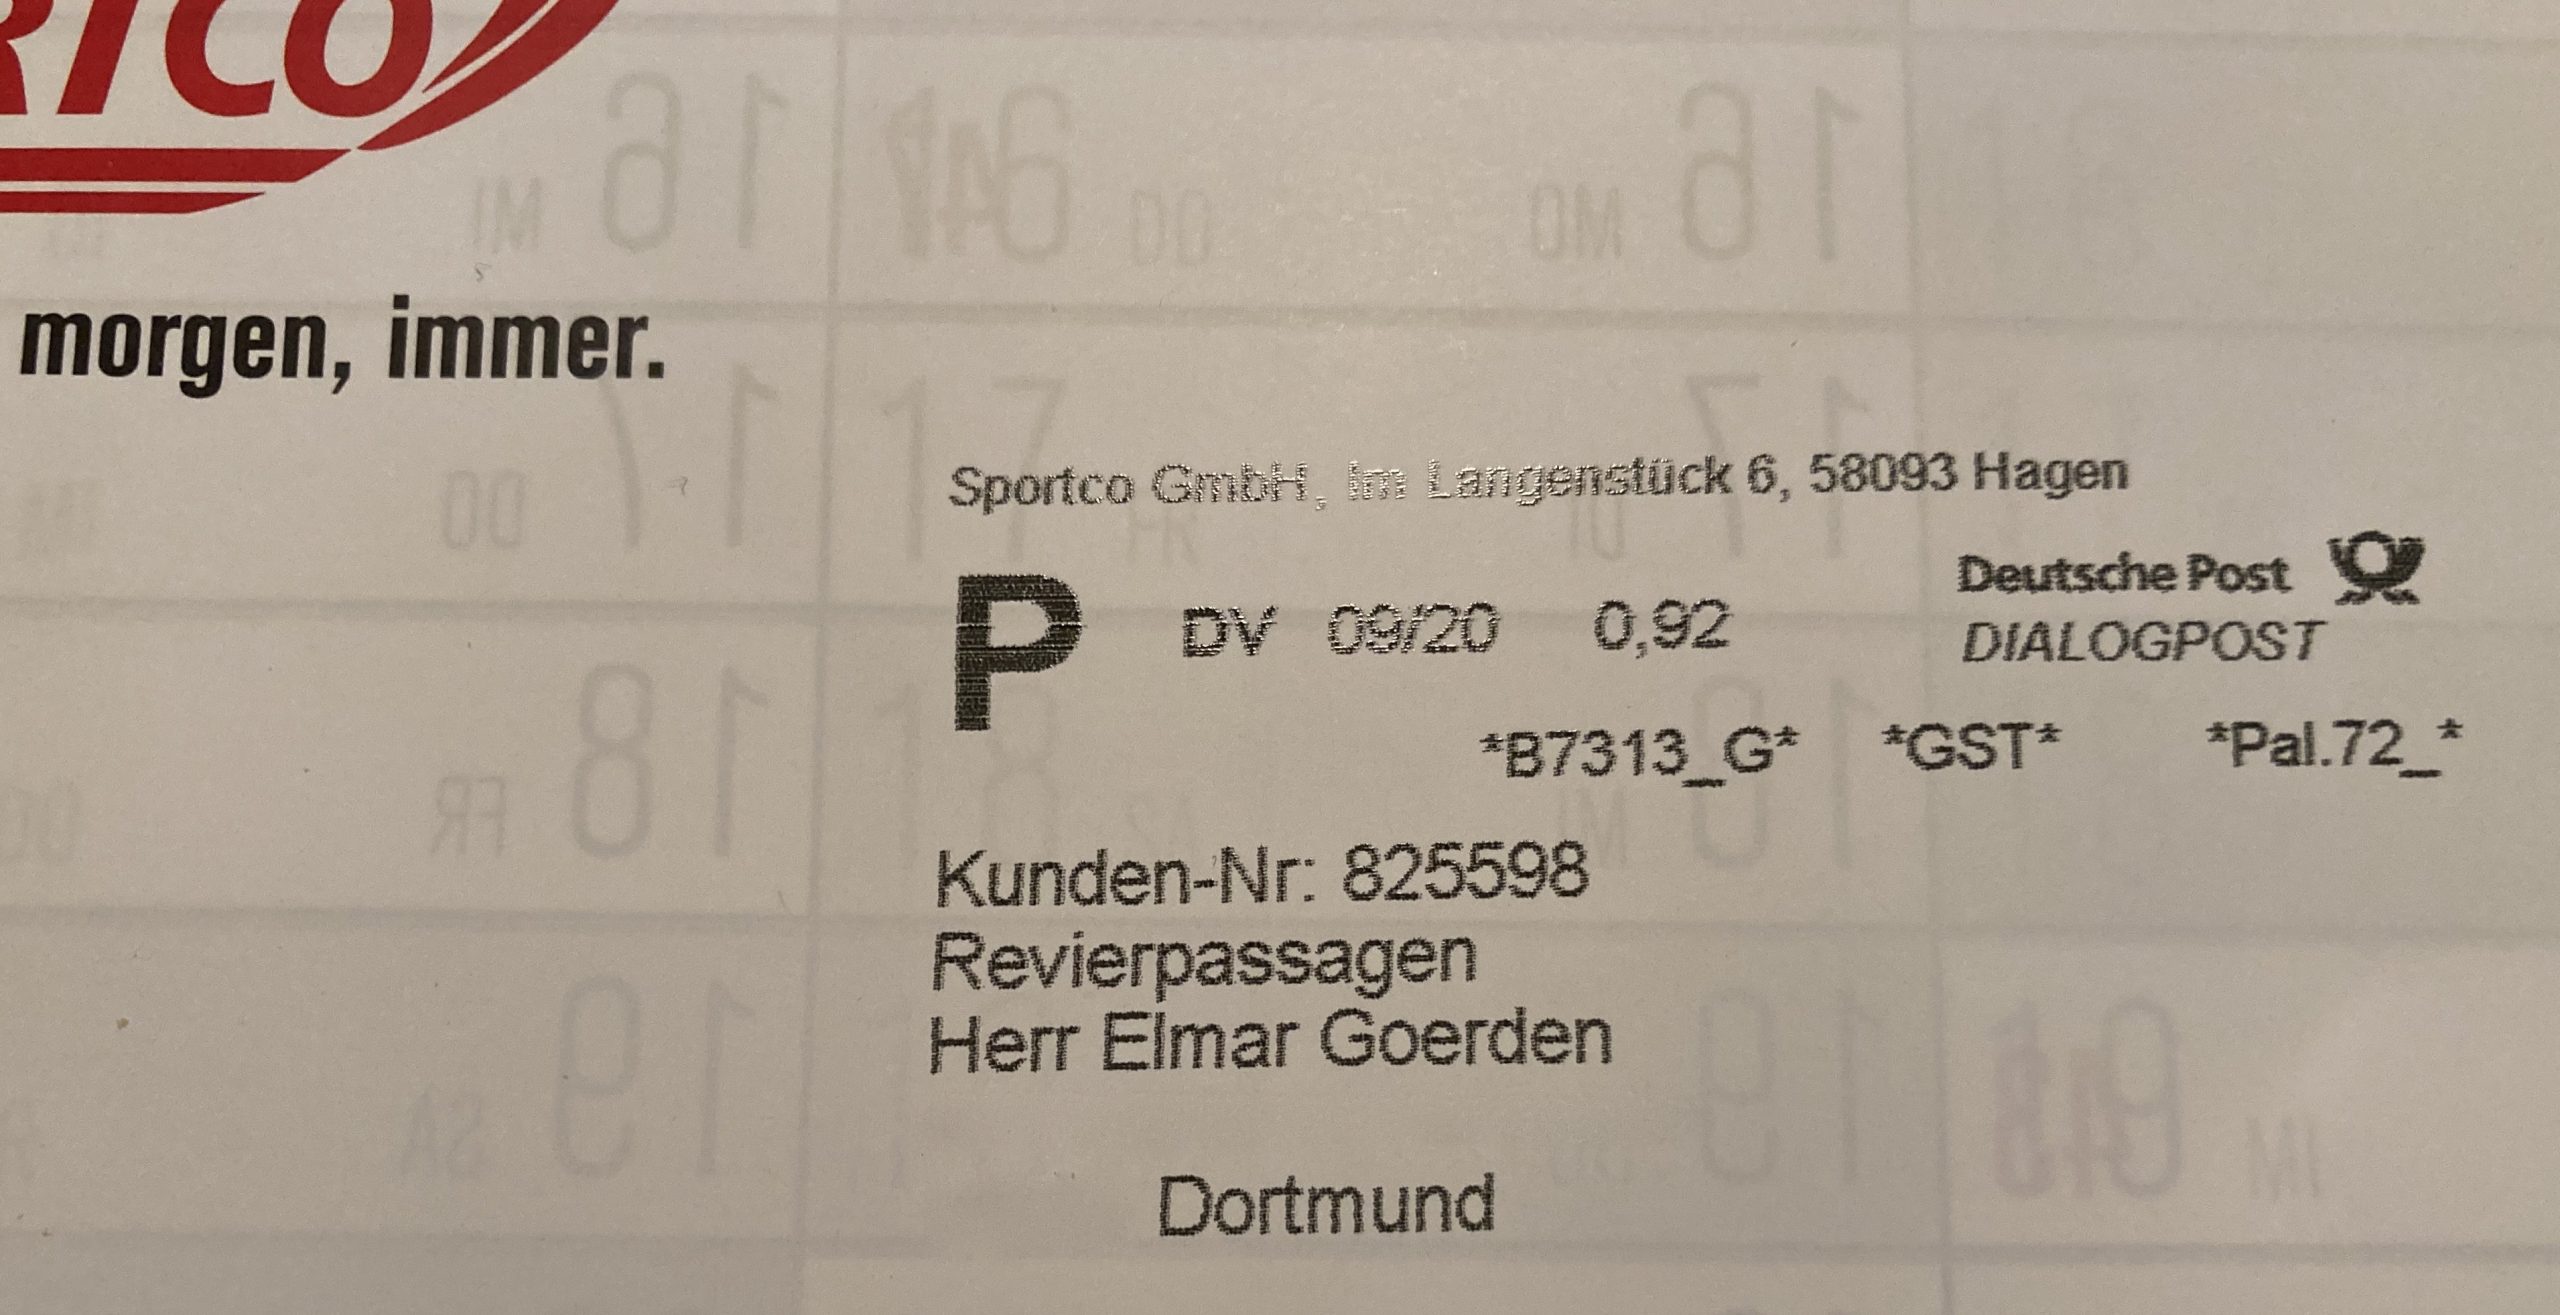 RTCO
morgen, immer.
Sportco GmbH, Im Langenstück 6, 58093 Hagen
P DV 09/20 0,92 Deutsche Post
DIALOGPOST
*B7313_G* *GST* *Pal.72_*
Kunden-Nr: 825598
Revierpassagen
Herr Elmar Goerden
Dortmund